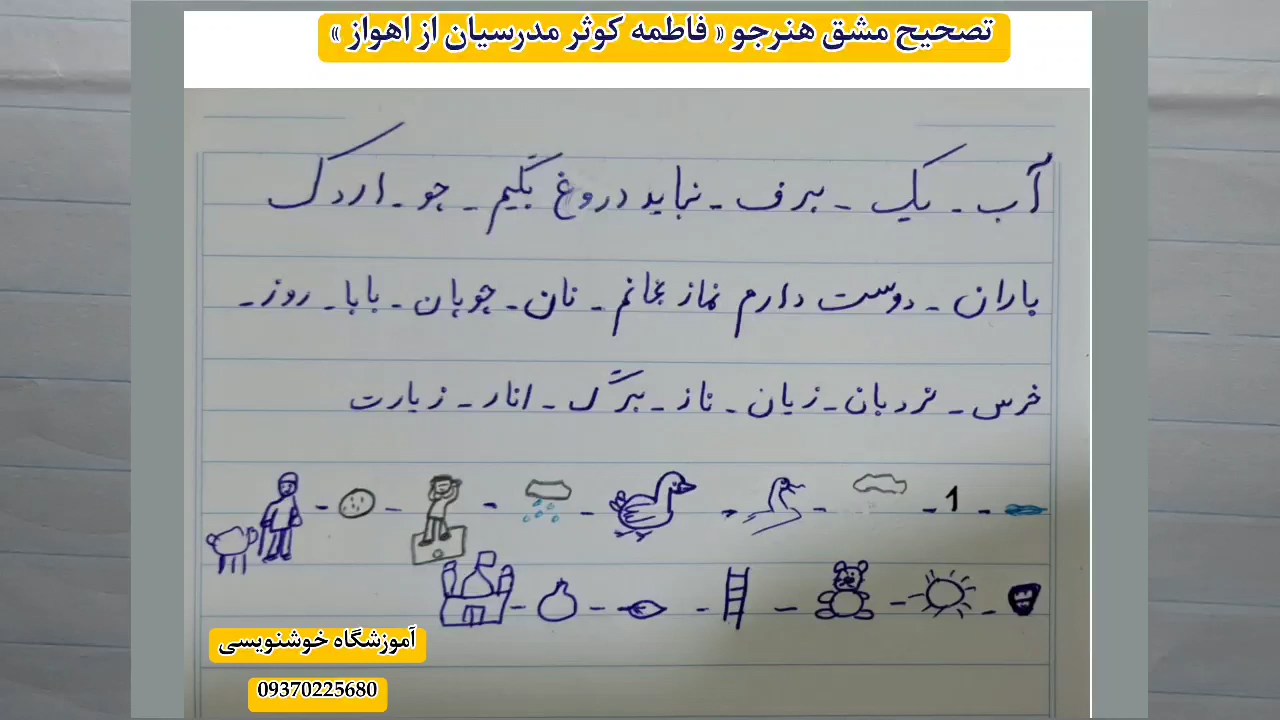 تصحیح مشق هنرجو « فاطمه کوثر مدرسیان از اهواز »
آب - یک - برف - نباید دروغ بگیم - جو - اردک
باران - دوست دارم نماز بخانم - نان - چوپان - بابا - روز -
خرس - نردبان - زبان - ناز - برگ - انار - زیارت
1
آموزشگاه خوشنویسی
09370225680